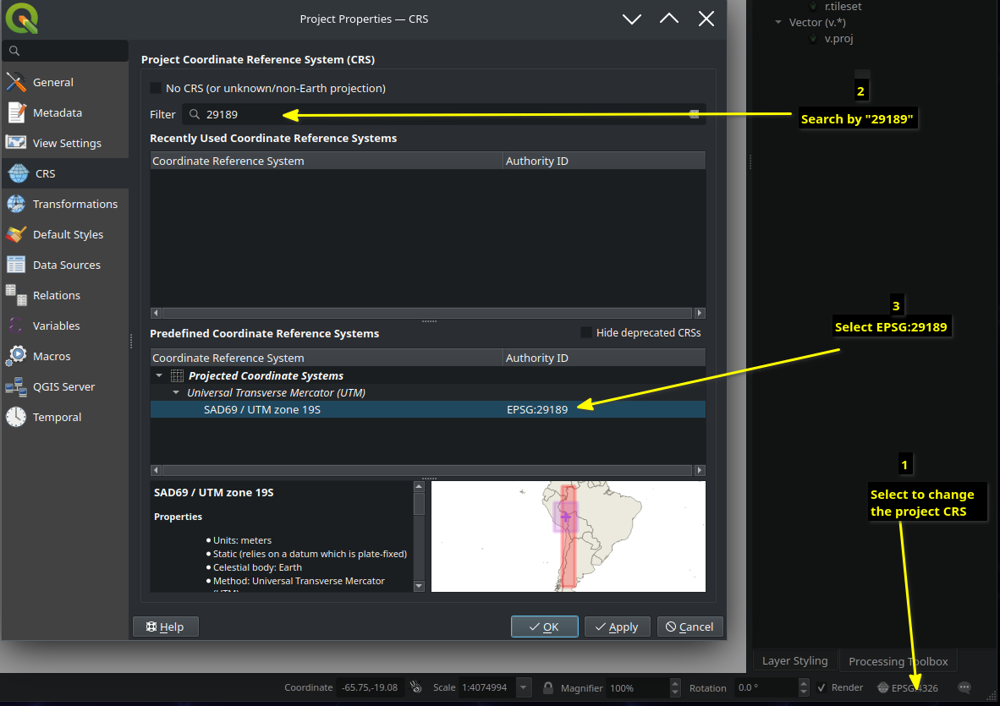 Project Properties — CRS
r.tileset
Vector (v.*)
v.proj
General
Metadata
View Settings
CRS
Transformations
Default Styles
Data Sources
Relations
Variables
Macros
QGIS Server
Temporal
Project Coordinate Reference System (CRS)
No CRS (or unknown/non-Earth projection)
Filter 29189
Recently Used Coordinate Reference Systems
Coordinate Reference System Authority ID
Predefined Coordinate Reference Systems Hide deprecated CRSs
Coordinate Reference System Authority ID
Projected Coordinate Systems
Universal Transverse Mercator (UTM)
SAD69 / UTM zone 19S EPSG:29189
SAD69 / UTM zone 19S
Properties
Units: meters
Static (relies on a datum which is plate-fixed)
Celestial body: Earth
Method: Universal Transverse Mercator
(UTM)
Help OK Apply Cancel
2
Search by "29189"
3
Select EPSG:29189
1
Select to change
the project CRS
Layer Styling Processing Toolbox
Coordinate -65.75,-19.08 Scale 1:4074994 Magnifier 100% Rotation 0.0 ° Render EPSG:4326